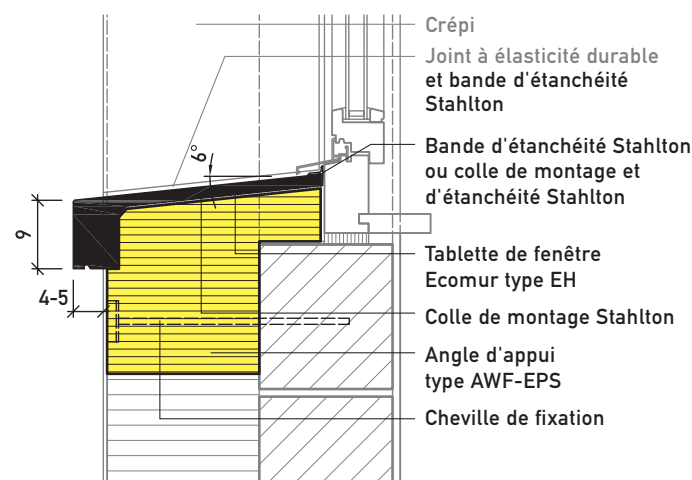 Crépi
Joint à élasticité durable
et bande d'étanchéité
Stahlton
6°
Bande d'étanchéité Stahlton
ou colle de montage et
d'étanchéité Stahlton
9
Tablette de fenêtre
Ecomur type EH
4-5
Colle de montage Stahlton
Angle d'appui
type AWF-EPS
Cheville de fixation